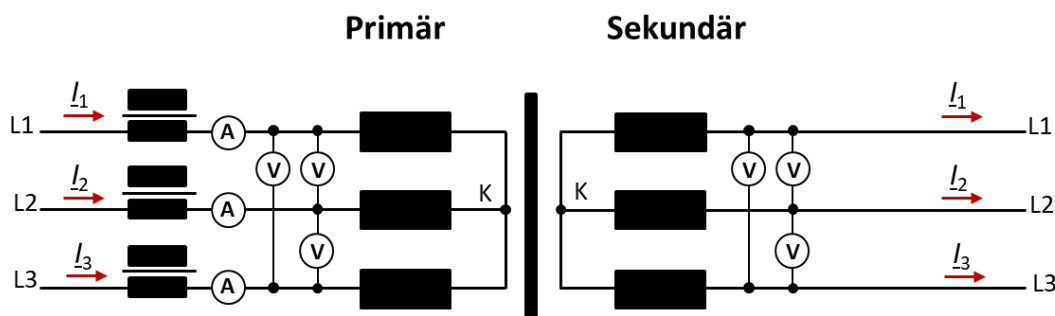 Primär Sekundär
I1 I1
L1 A L1
V V V V
I2 K K I2
L2 A L2
V V
I3 I3
L3 A L3